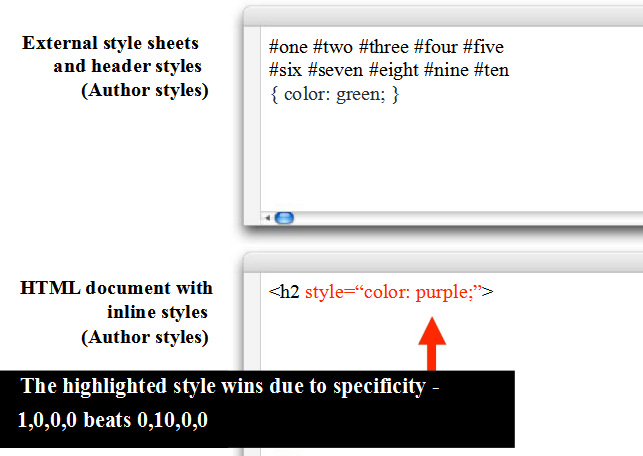 External style sheets
and header styles
(Author styles)
#one #two #three #four #five
#six #seven #eight #nine #ten
{ color: green; }
HTML document with
inline styles
(Author styles)
<h2 style=“color: purple;”>
The highlighted style wins due to specificity -
1,0,0,0 beats 0,10,0,0